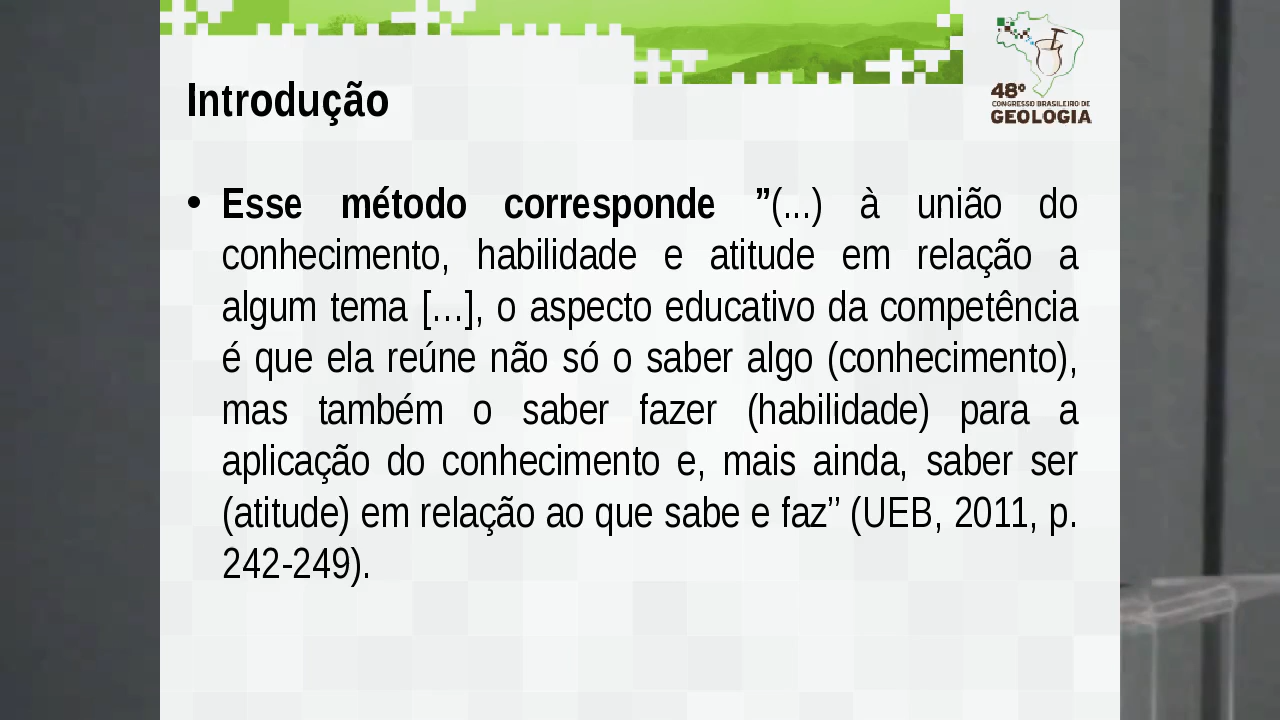 48º
CONGRESSO BRASILEIRO DE
GEOLOGIA
Introdução
• Esse método corresponde ”(...) à união do
conhecimento, habilidade e atitude em relação a
algum tema [...], o aspecto educativo da competência
é que ela reúne não só o saber algo (conhecimento),
mas também o saber fazer (habilidade) para a
aplicação do conhecimento e, mais ainda, saber ser
(atitude) em relação ao que sabe e faz’’ (UEB, 2011, p.
242-249).